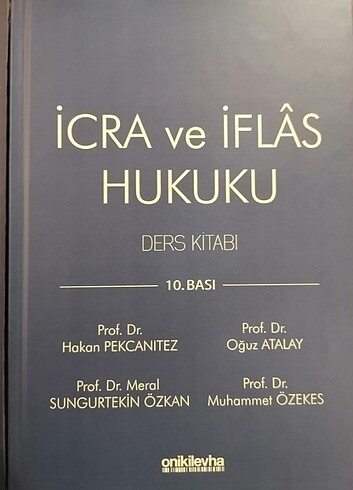 İCRA ve İFLÂS
HUKUKU
DERS KİTABI
10. BASI
Prof. Dr.
Hakan PEKCANITEZ
Prof. Dr.
Oğuz ATALAY
Prof. Dr. Meral
SUNGURTEKİN ÖZKAN
Prof. Dr.
Muhammet ÖZEKES
onikilevha